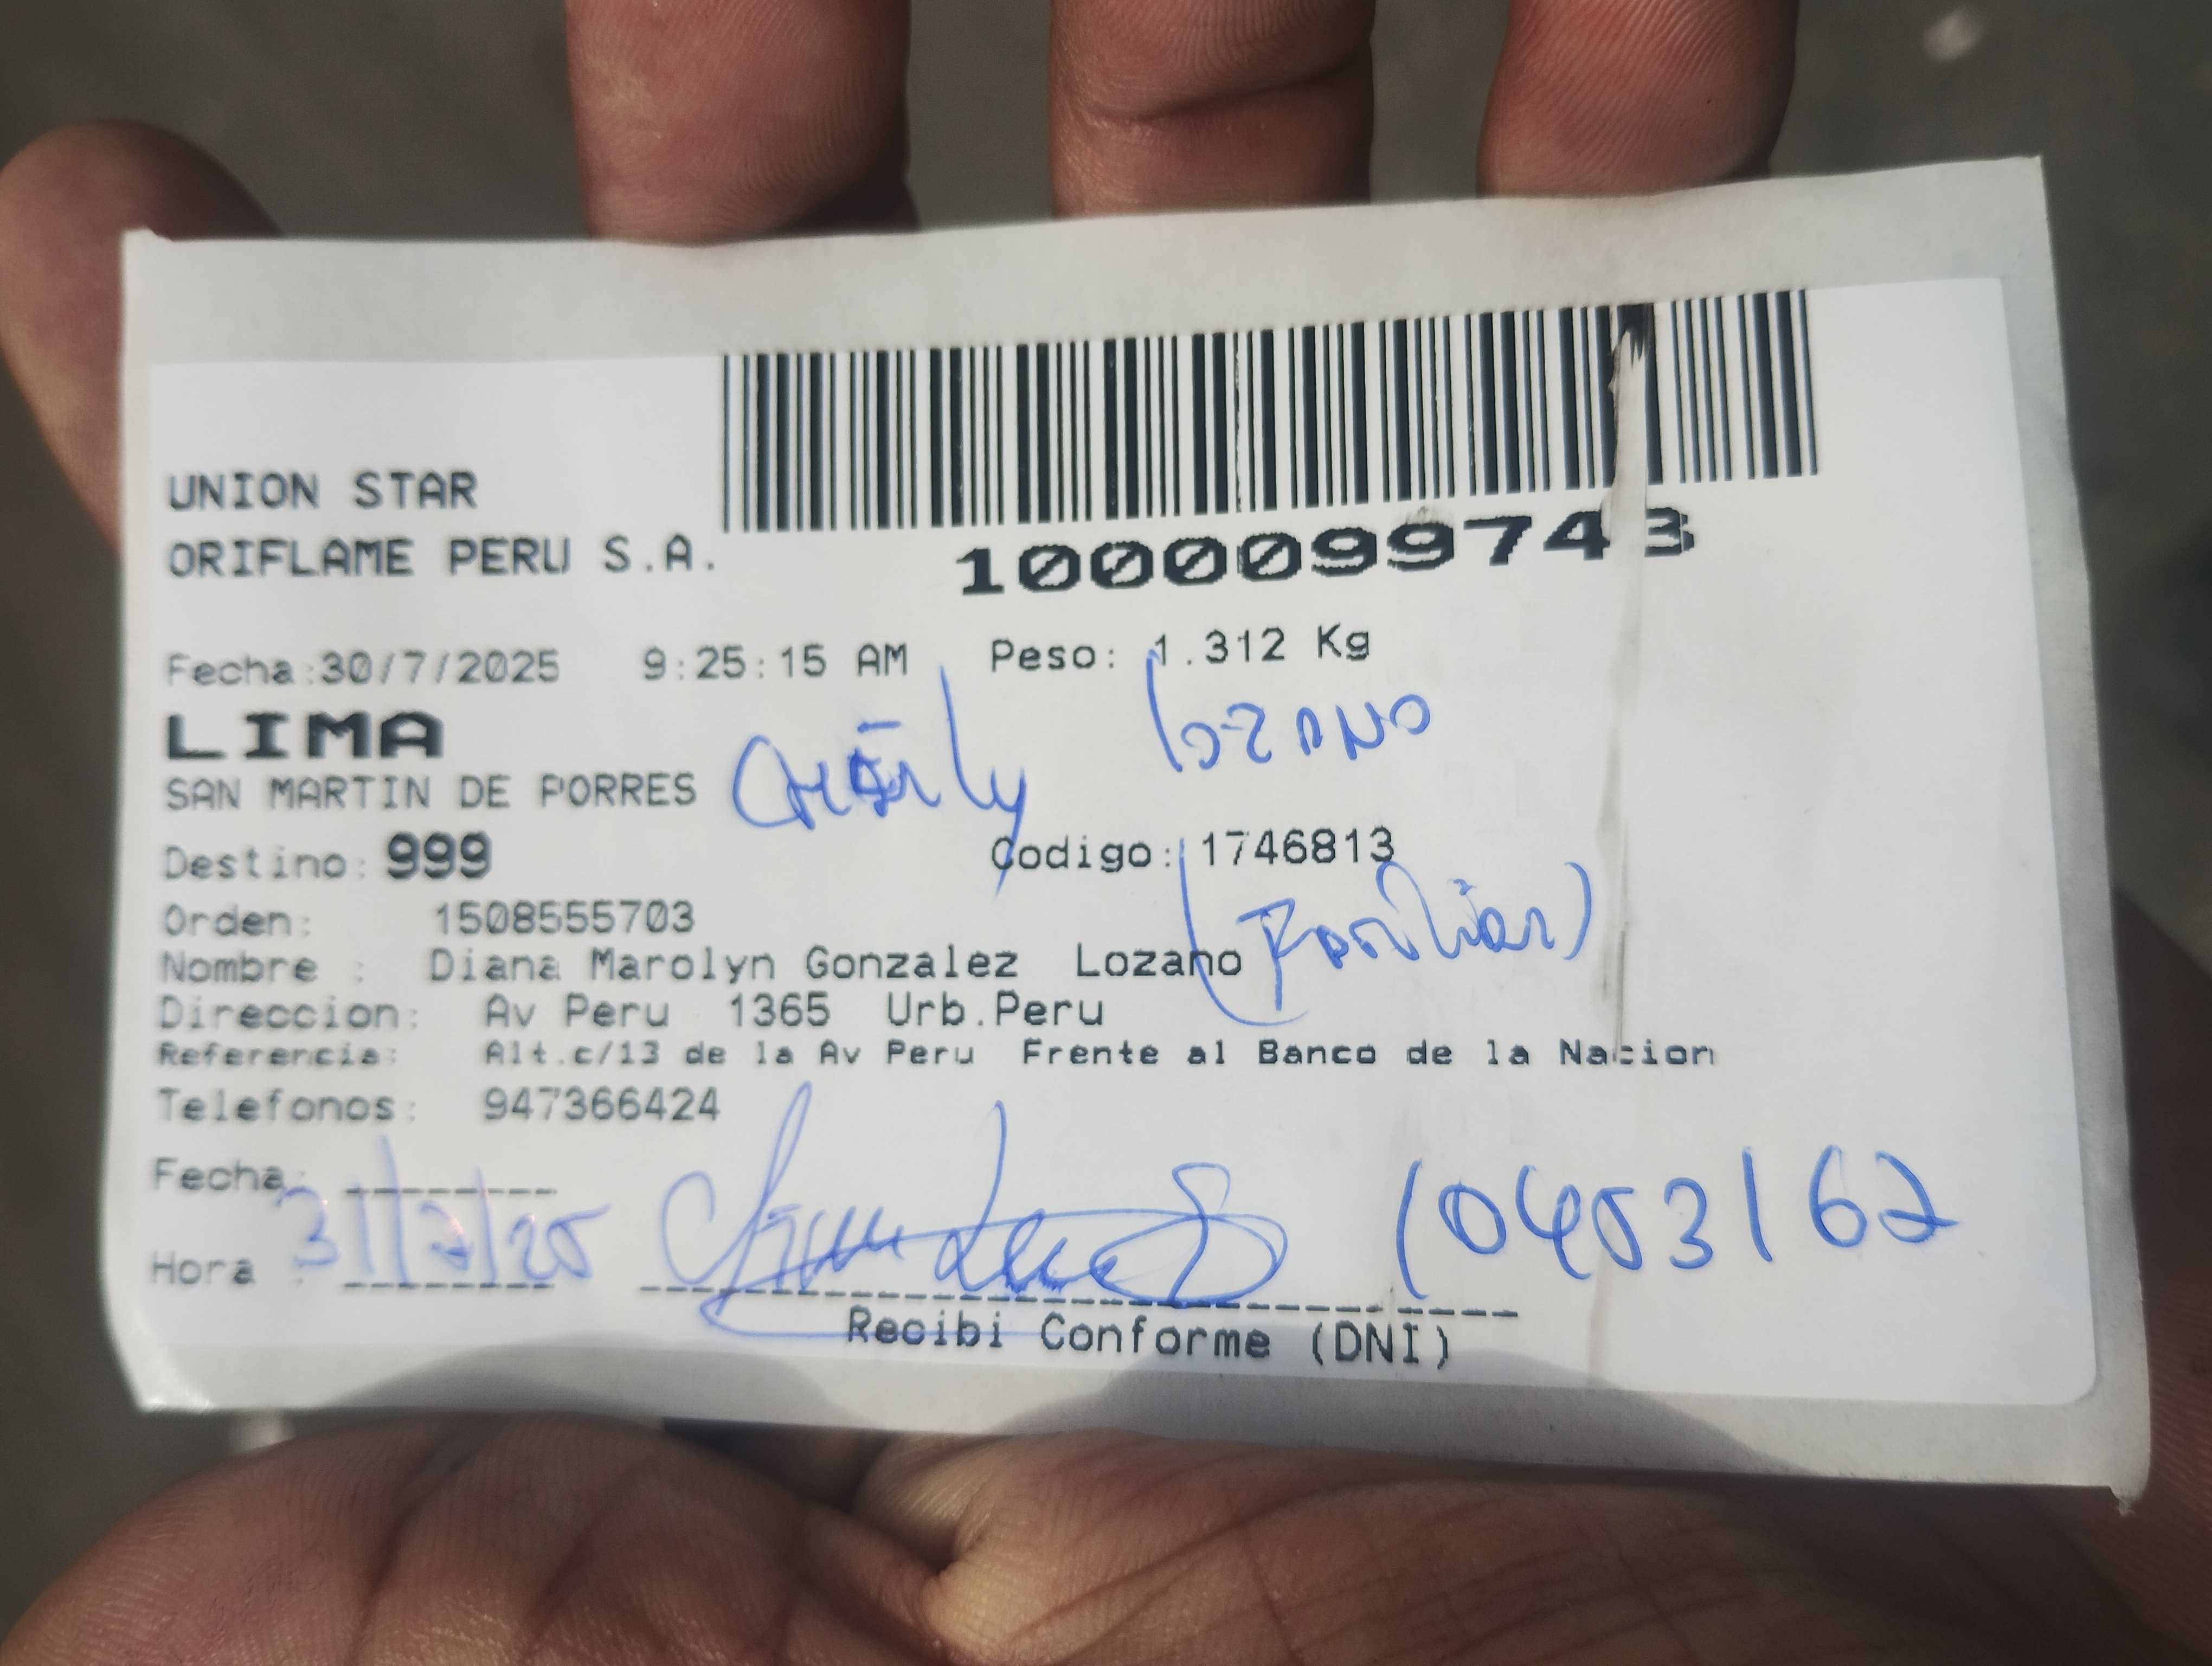 UNION STAR
ORIFLAME PERU S.A.
1000099743
Fecha:30/7/2025 9:25:15 AM Peso: 1.312 Kg
LIMA
lozano
SAN MARTIN DE PORRES
Destino: 999 Codigo: 1746813
Orden: 1508555703
(Familiar)
Nombre : Diana Marolyn Gonzalez Lozano
Direccion: Av Peru 1365 Urb.Peru
Referencia: Alt.c/13 de la Av Peru Frente al Banco de la Nacion
Telefonos: 947366424
Fecha:
31/7/25
10453162
Hora :
Recibi Conforme (DNI)